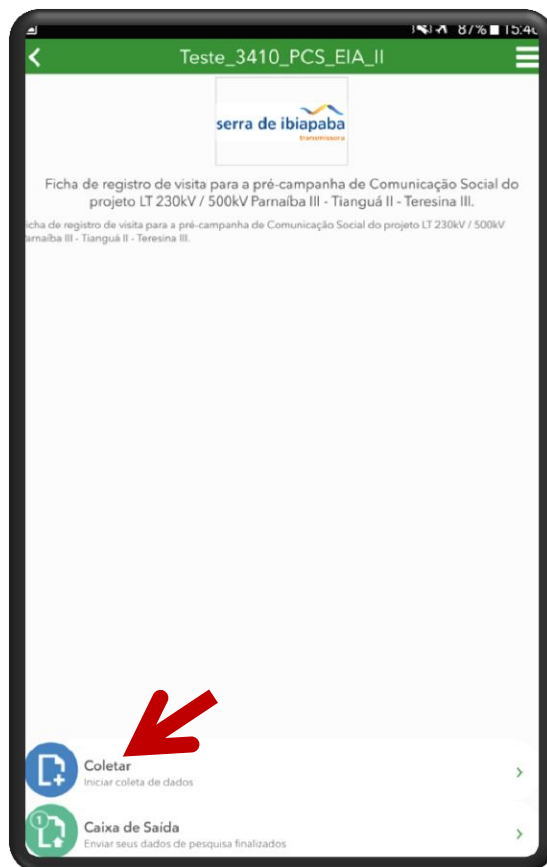 87% 15:40
Teste_3410_PCS_EIA_II
serra de ibiapaba
transmissora
Ficha de registro de visita para a pré-campanha de Comunicação Social do
projeto LT 230kV / 500kV Parnaíba III - Tianguá II - Teresina III.
icha de registro de visita para a pré-campanha de Comunicação Social do projeto LT 230kV / 500kV
arnaíba III - Tianguá II - Teresina III.
Coletar
Iniciar coleta de dados
1
Caixa de Saída
Enviar seus dados de pesquisa finalizados